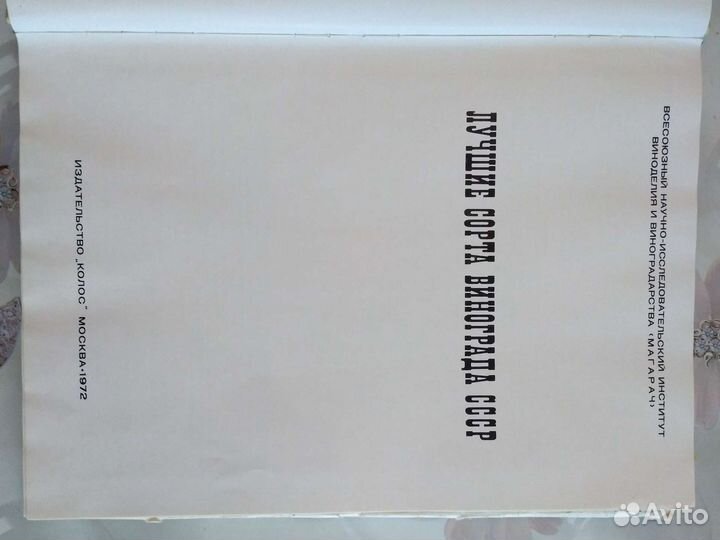 ВСЕСОЮЗНЫЙ НАУЧНО-ИССЛЕДОВАТЕЛЬСКИЙ ИНСТИТУТ
ВИНОДЕЛИЯ И ВИНОГРАДАРСТВА ‹МАГАРАЧ›
ЛУЧШИЕ СОРТА ВИНОГРАДА СССР
ИЗДАТЕЛЬСТВО „КОЛОС“ МОСКВА-1972
Avito